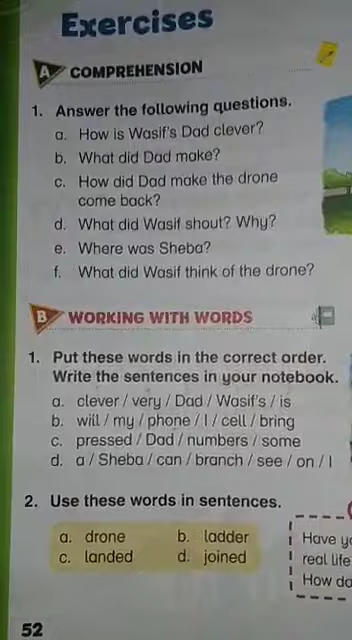 Exercises
A COMPREHENSION
1. Answer the following questions.
a. How is Wasif's Dad clever?
b. What did Dad make?
c. How did Dad make the drone
come back?
d. What did Wasif shout? Why?
e. Where was Sheba?
f. What did Wasif think of the drone?
B WORKING WITH WORDS
1. Put these words in the correct order.
Write the sentences in your notebook.
a. clever / very / Dad / Wasif's / is
b. will / my / phone / I / cell / bring
c. pressed / Dad / numbers / some
d. a / Sheba / can / branch / see / on / I
2. Use these words in sentences.
a. drone b. ladder
c. landed d. joined
Have
real life
How
52